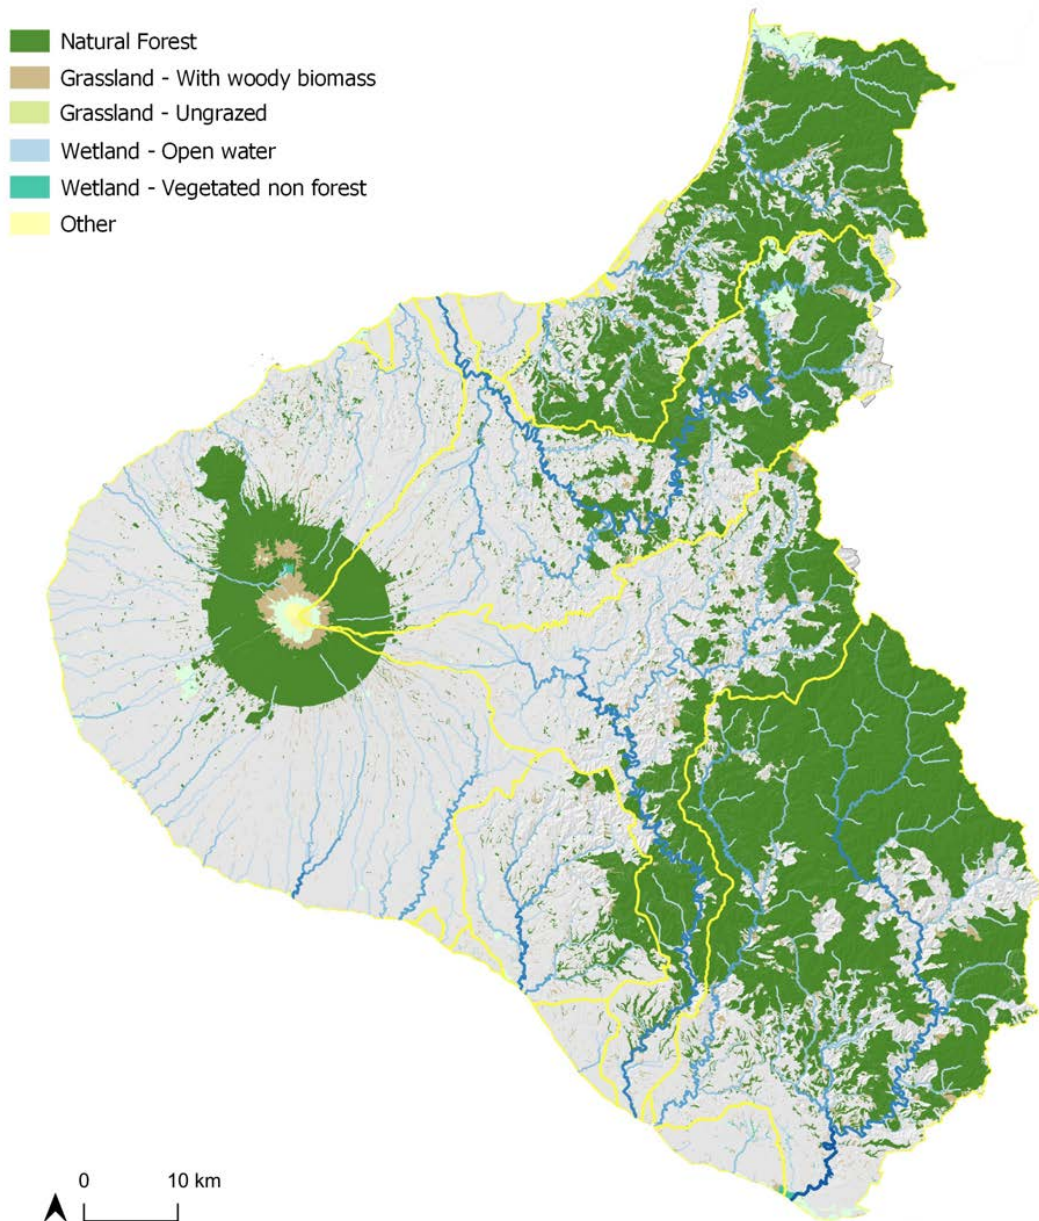 Natural Forest
Grassland - With woody biomass
Grassland - Ungrazed
Wetland - Open water
Wetland - Vegetated non forest
Other
0 10 km